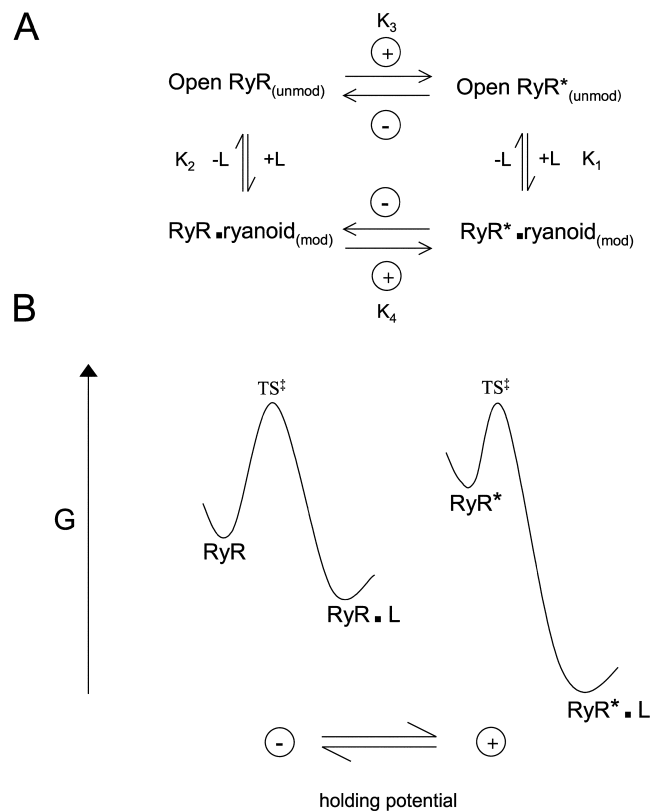 A
K3
+
Open RyR(unmod) Open RyR*(unmod)
-
K2 -L +L -L +L K1
-
RyR ▪ryanoid(mod) RyR* ▪ryanoid(mod)
+
K4
B
TS‡ TS‡
G
RyR RyR*
RyR ▪ L RyR* ▪ L
- +
holding potential